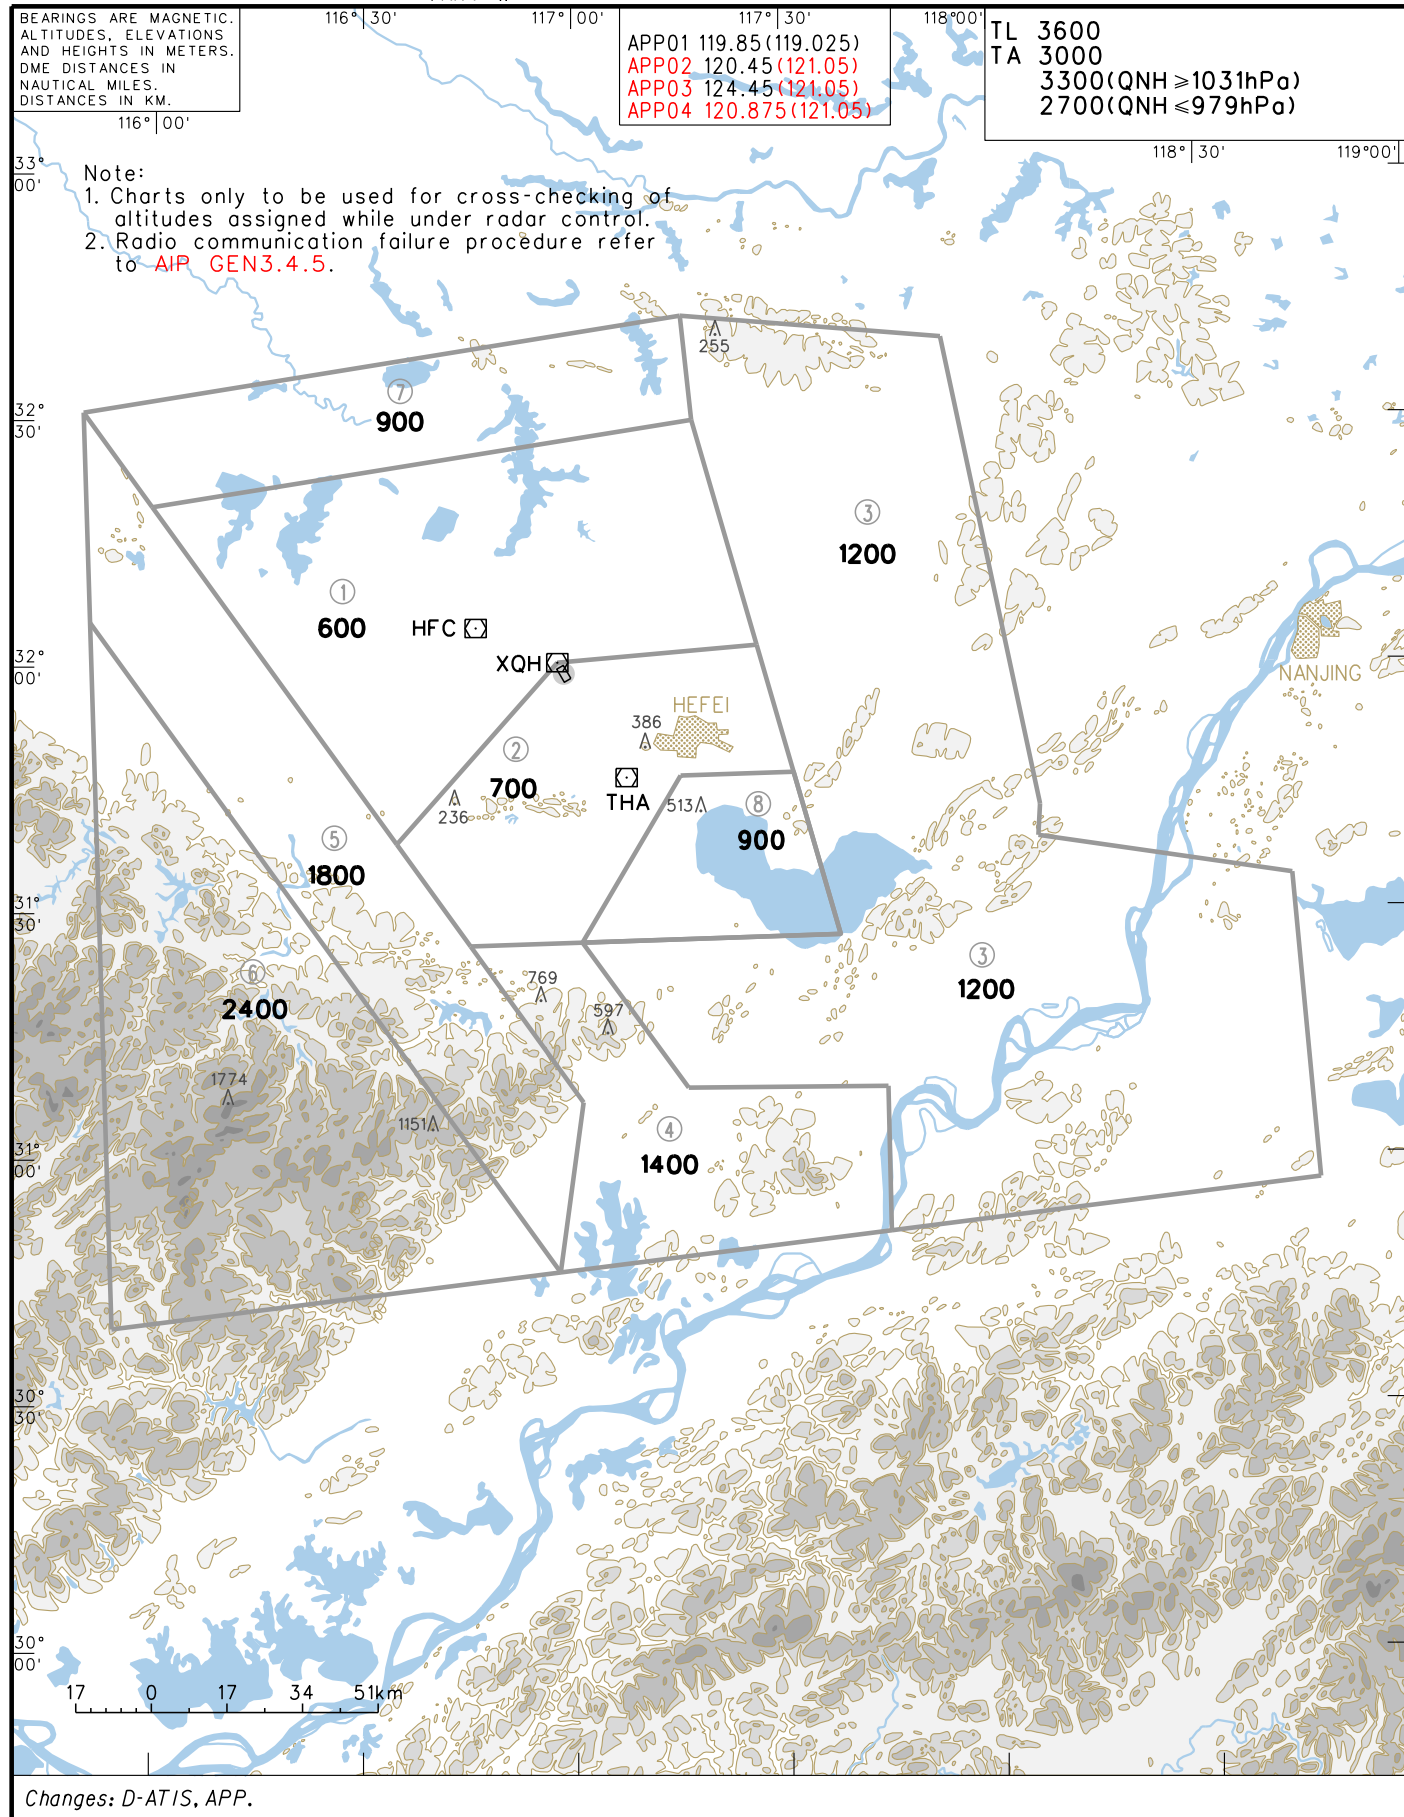 BEARINGS ARE MAGNETIC.
ALTITUDES, ELEVATIONS
AND HEIGHTS IN METERS.
DME DISTANCES IN
NAUTICAL MILES.
DISTANCES IN KM.
116°00'
116°30'
117°00'
117°30'
118°00'
APP01 119.85(119.025)
APP02 120.45(121.05)
APP03 124.45(121.05)
APP04 120.875(121.05)
TL 3600
TA 3000
3300(QNH≥1031hPa)
2700(QNH≤979hPa)
118°30'
119°00'
33°
00'
Note:
1. Charts only to be used for cross-checking of
altitudes assigned while under radar control.
2. Radio communication failure procedure refer
to AIP GEN3.4.5.
255
7
900
32°
30'
3
1200
1
600
HFC
XQH
32°
00'
NANJING
HEFEI
386
2
700
THA
236
513
8
900
5
1800
31°
30'
3
1200
6
2400
769
597
1774
1151
4
1400
31°
00'
30°
30'
30°
00'
17 0 17 34 51km
Changes: D-ATIS, APP.